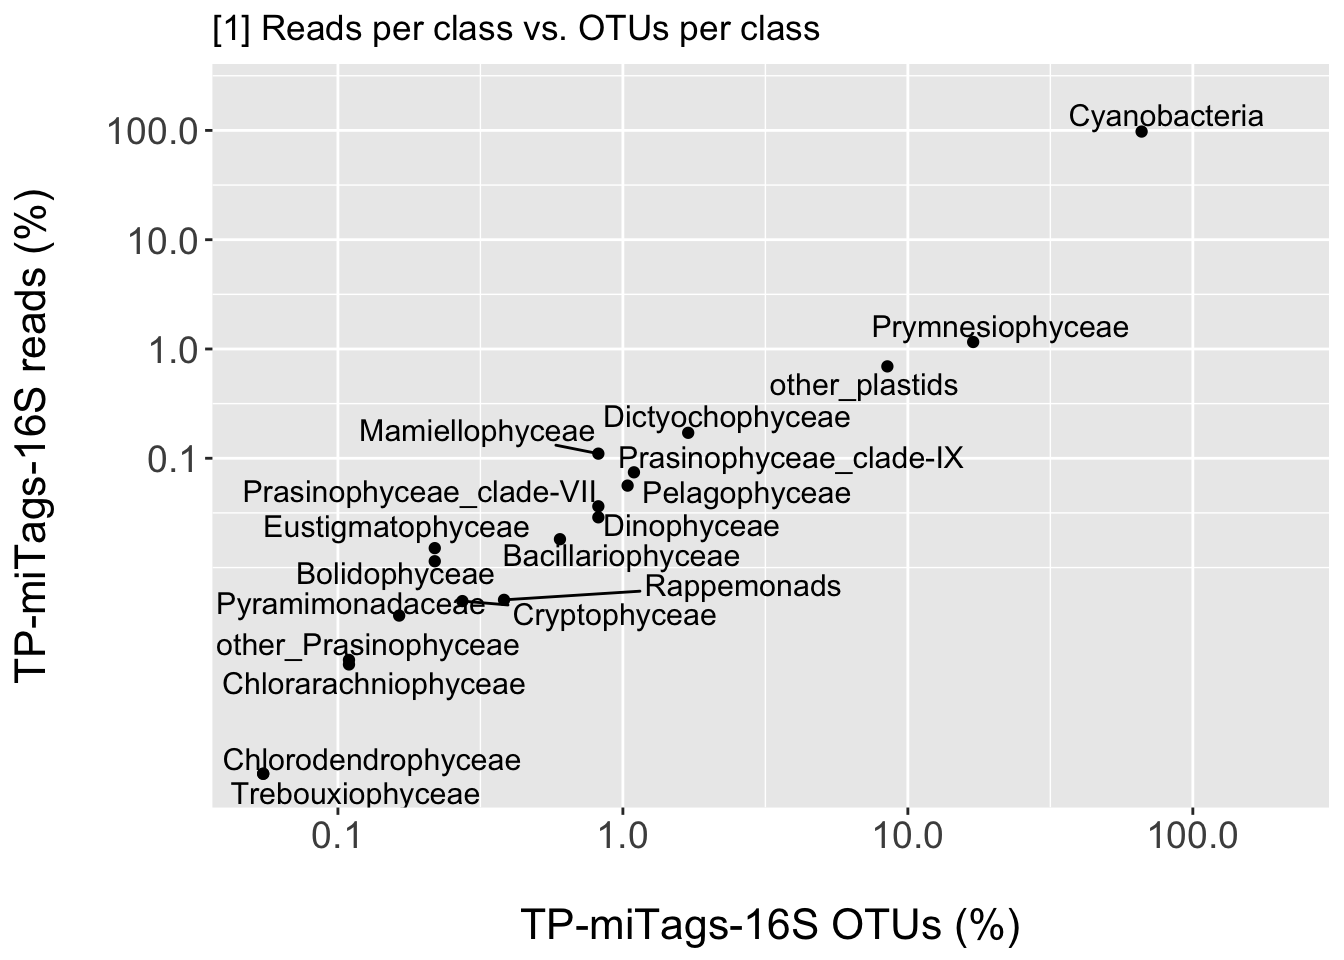 [1] Reads per class vs. OTUs per class
TP-miTags-16S reads (%)
100.0
10.0
1.0
0.1
Cyanobacteria
Prymnesiophyceae
other_plastids
Dictyochophyceae
Mamiellophyceae
Prasinophyceae_clade-IX
Prasinophyceae_clade-VII
Pelagophyceae
Eustigmatophyceae
Dinophyceae
Bacillariophyceae
Bolidophyceae
Rappemonads
Pyramimonadaceae
Cryptophyceae
other_Prasinophyceae
Chlorarachniophyceae
Chlorodendrophyceae
Trebouxiophyceae
0.1
1.0
10.0
100.0
TP-miTags-16S OTUs (%)